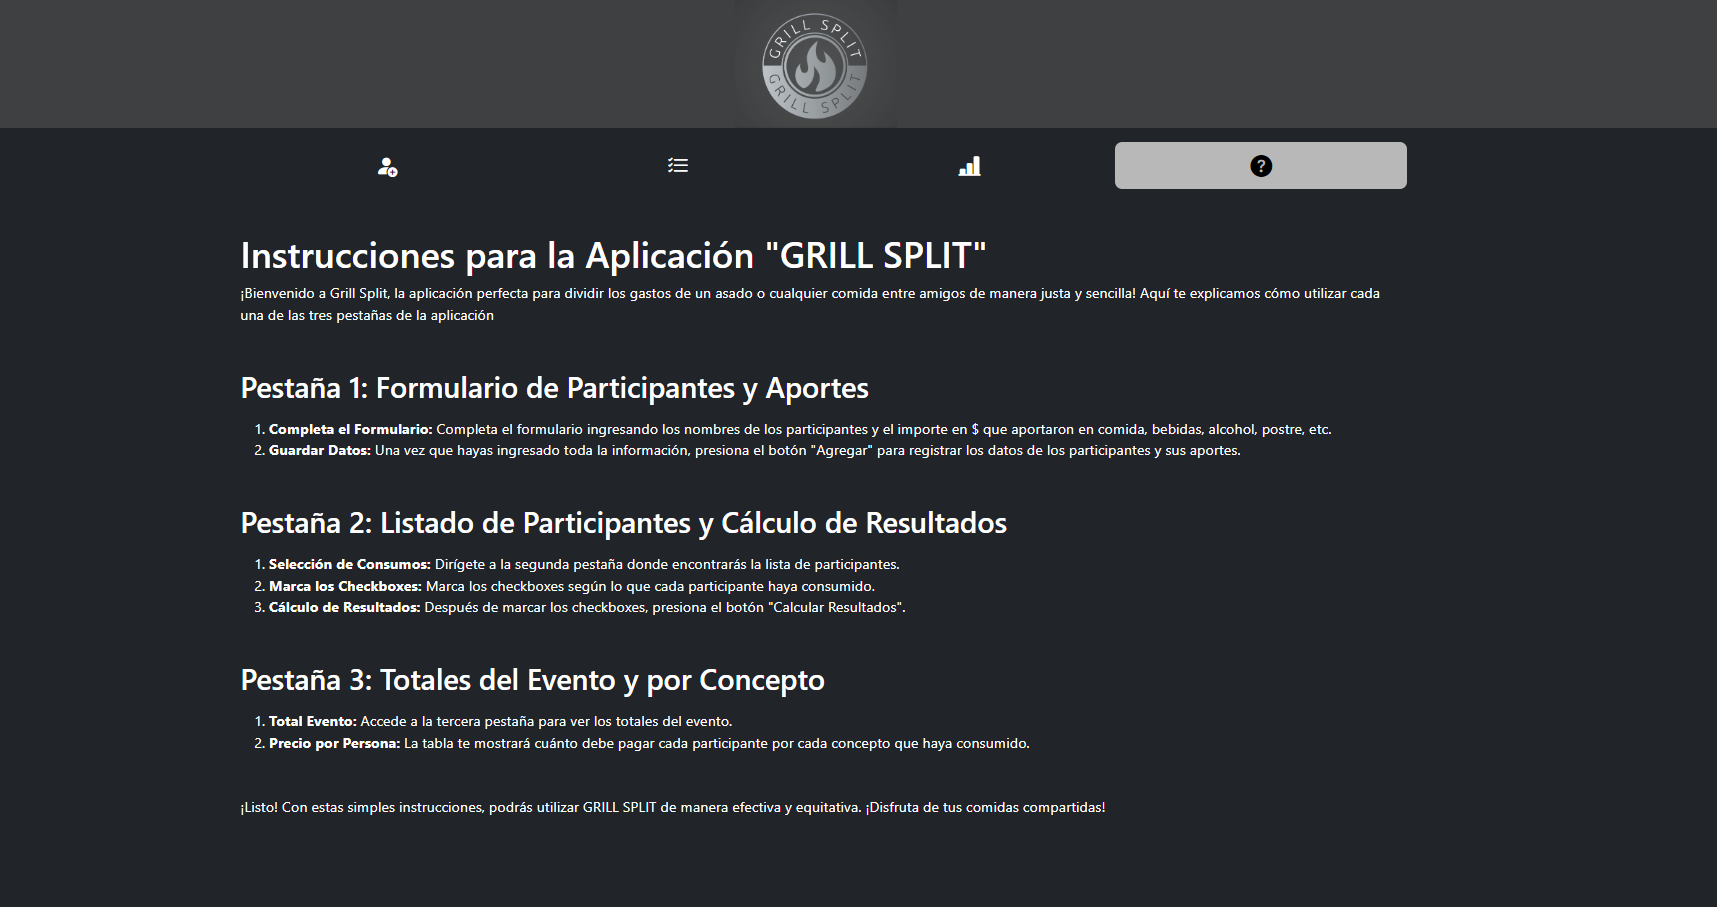 GRILL SPLIT
GRILL SPLIT
?
Instrucciones para la Aplicación "GRILL SPLIT"
¡Bienvenido a Grill Split, la aplicación perfecta para dividir los gastos de un asado o cualquier comida entre amigos de manera justa y sencilla! Aquí te explicamos cómo utilizar cada
una de las tres pestañas de la aplicación
Pestaña 1: Formulario de Participantes y Aportes
1. Completa el Formulario: Completa el formulario ingresando los nombres de los participantes y el importe en $ que aportaron en comida, bebidas, alcohol, postre, etc.
2. Guardar Datos: Una vez que hayas ingresado toda la información, presiona el botón "Agregar" para registrar los datos de los participantes y sus aportes.
Pestaña 2: Listado de Participantes y Cálculo de Resultados
1. Selección de Consumos: Dirígete a la segunda pestaña donde encontrarás la lista de participantes.
2. Marca los Checkboxes: Marca los checkboxes según lo que cada participante haya consumido.
3. Cálculo de Resultados: Después de marcar los checkboxes, presiona el botón "Calcular Resultados".
Pestaña 3: Totales del Evento y por Concepto
1. Total Evento: Accede a la tercera pestaña para ver los totales del evento.
2. Precio por Persona: La tabla te mostrará cuánto debe pagar cada participante por cada concepto que haya consumido.
¡Listo! Con estas simples instrucciones, podrás utilizar GRILL SPLIT de manera efectiva y equitativa. ¡Disfruta de tus comidas compartidas!